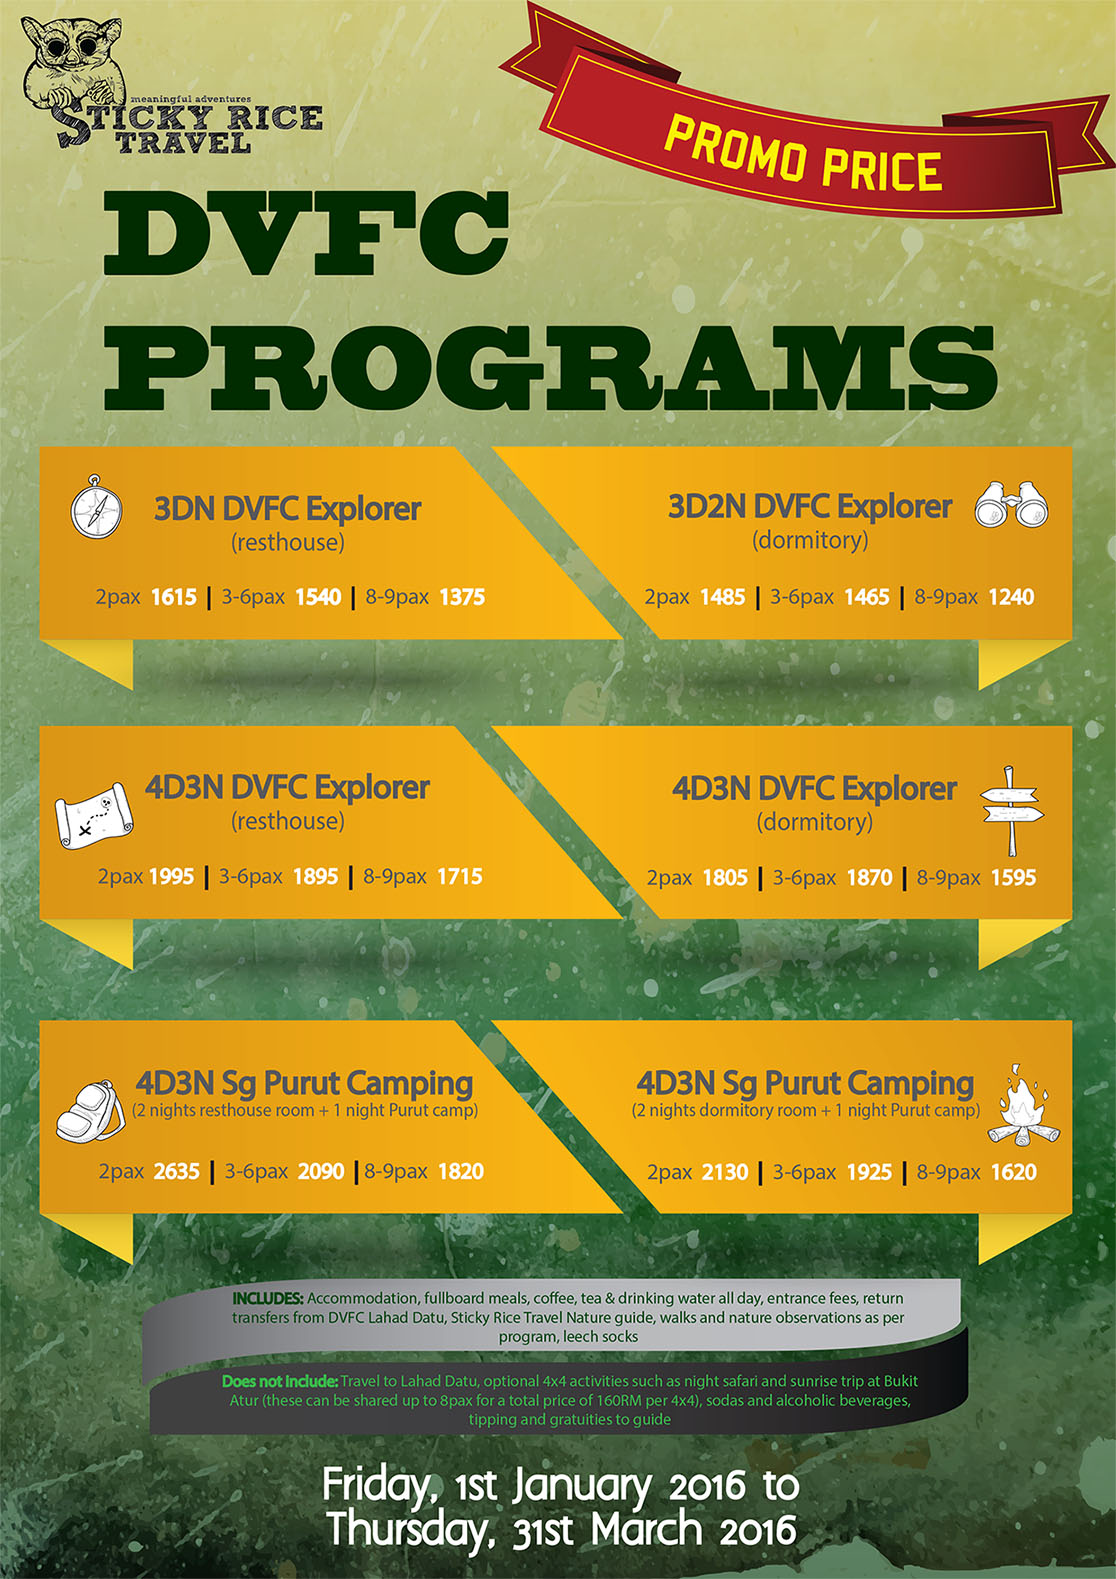 meaningful adventures
STICKY RICE
TRAVEL
PROMO PRICE
DVFC
PROGRAMS
3DN DVFC Explorer
(resthouse)
2pax 1615 | 3-6pax 1540 | 8-9pax 1375
3D2N DVFC Explorer
(dormitory)
2pax 1485 | 3-6pax 1465 | 8-9pax 1240
4D3N DVFC Explorer
(resthouse)
2pax 1995 | 3-6pax 1895 | 8-9pax 1715
4D3N DVFC Explorer
(dormitory)
2pax 1805 | 3-6pax 1870 | 8-9pax 1595
4D3N Sg Purut Camping
(2 nights resthouse room + 1 night Purut camp)
2pax 2635 | 3-6pax 2090 | 8-9pax 1820
4D3N Sg Purut Camping
(2 nights dormitory room + 1 night Purut camp)
2pax 2130 | 3-6pax 1925 | 8-9pax 1620
INCLUDES: Accommodation, fullboard meals, coffee, tea & drinking water all day, entrance fees, return
transfers from DVFC Lahad Datu, Sticky Rice Travel Nature guide, walks and nature observations as per
program, leech socks
Does not Include: Travel to Lahad Datu, optional 4x4 activities such as night safari and sunrise trip at Bukit
Atur (these can be shared up to 8pax for a total price of 160RM per 4x4), sodas and alcoholic beverages,
tipping and gratuities to guide
Friday, 1st January 2016 to
Thursday, 31st March 2016